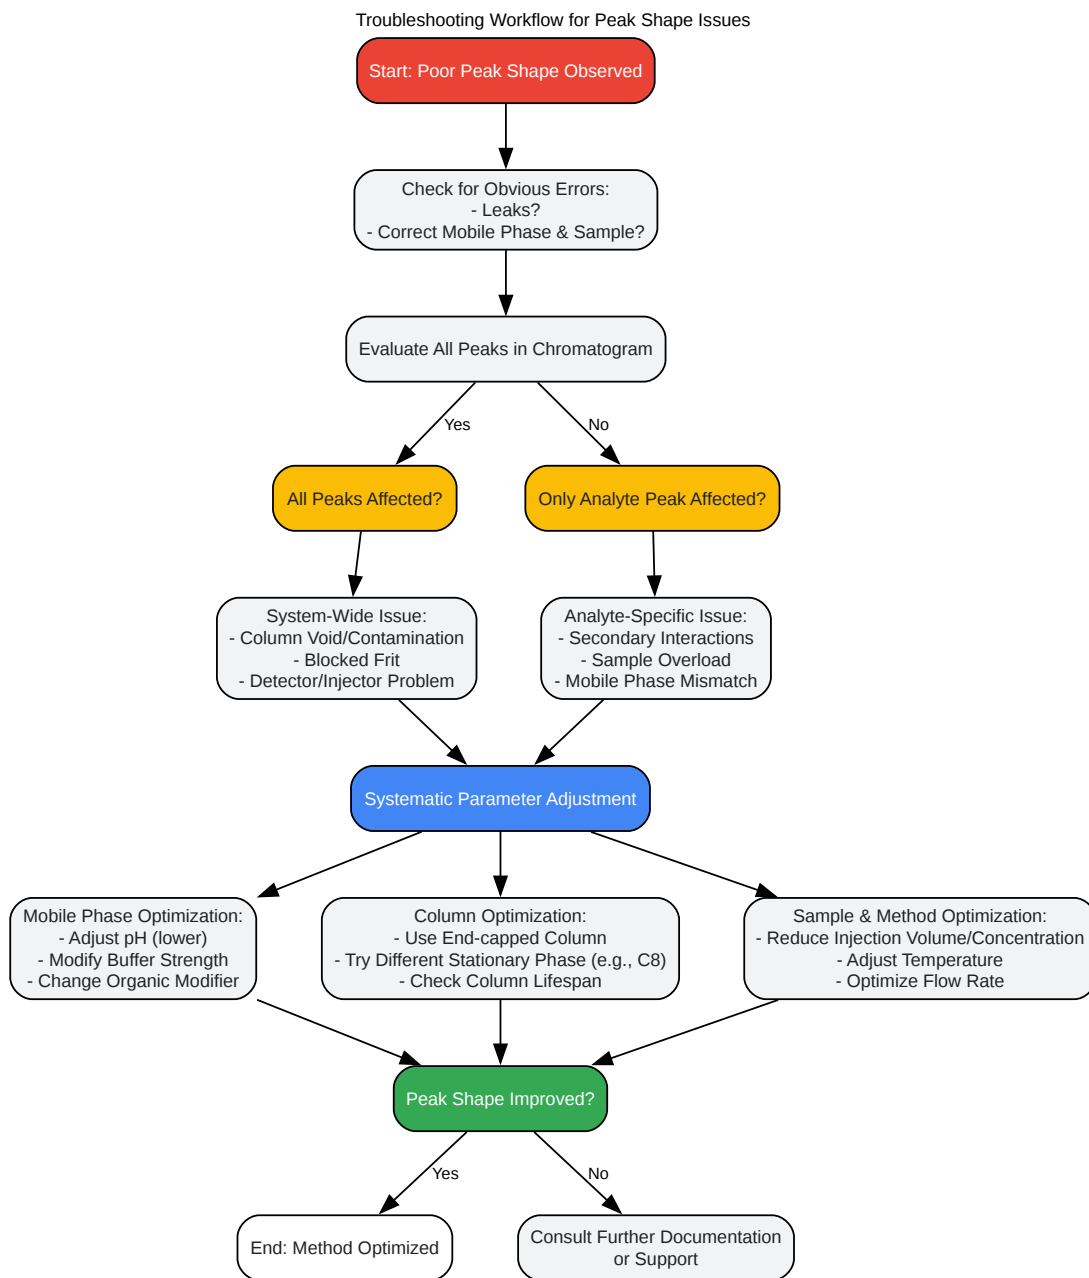 Troubleshooting Workflow for Peak Shape Issues
Start: Poor Peak Shape Observed
Check for Obvious Errors:
- Leaks?
- Correct Mobile Phase & Sample?
Evaluate All Peaks in Chromatogram
Yes
No
All Peaks Affected?
Only Analyte Peak Affected?
System-Wide Issue:
- Column Void/Contamination
- Blocked Frit
- Detector/Injector Problem
Analyte-Specific Issue:
- Secondary Interactions
- Sample Overload
- Mobile Phase Mismatch
Systematic Parameter Adjustment
Mobile Phase Optimization:
- Adjust pH (lower)
- Modify Buffer Strength
- Change Organic Modifier
Column Optimization:
- Use End-capped Column
- Try Different Stationary Phase (e.g., C8)
- Check Column Lifespan
Sample & Method Optimization:
- Reduce Injection Volume/Concentration
- Adjust Temperature
- Optimize Flow Rate
Peak Shape Improved?
Yes
No
End: Method Optimized
Consult Further Documentation
or Support